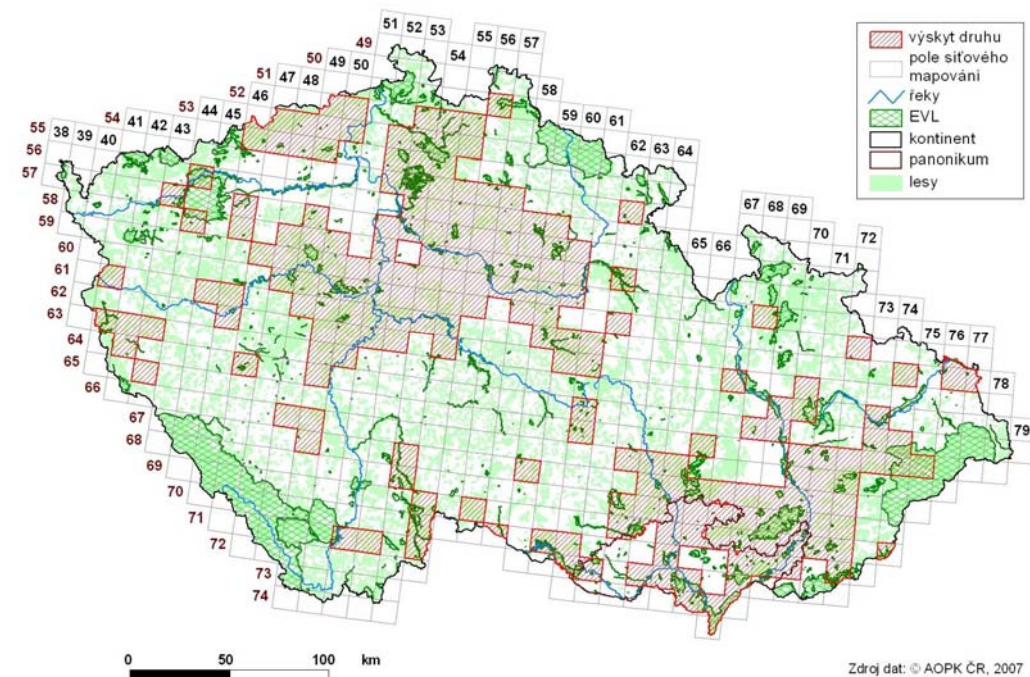 51 52 53
49 54 55 56 57
50 49 50
51 47 48 58
52 46 59 60 61
53 44 45 62 63 64
54 41 42 43
55 38 39 40
56
57
58
59
60
61
62
63
64
65
66
67
68
69
70
71
72
73
74
65 66 67 68 69
70 71 72
73 74 75 76 77
78
79
výskyt druhu
pole síťového
mapování
řeky
EVL
kontinent
panonikum
lesy
0 50 100 km
Zdroj dat: © AOPK ČR, 2007